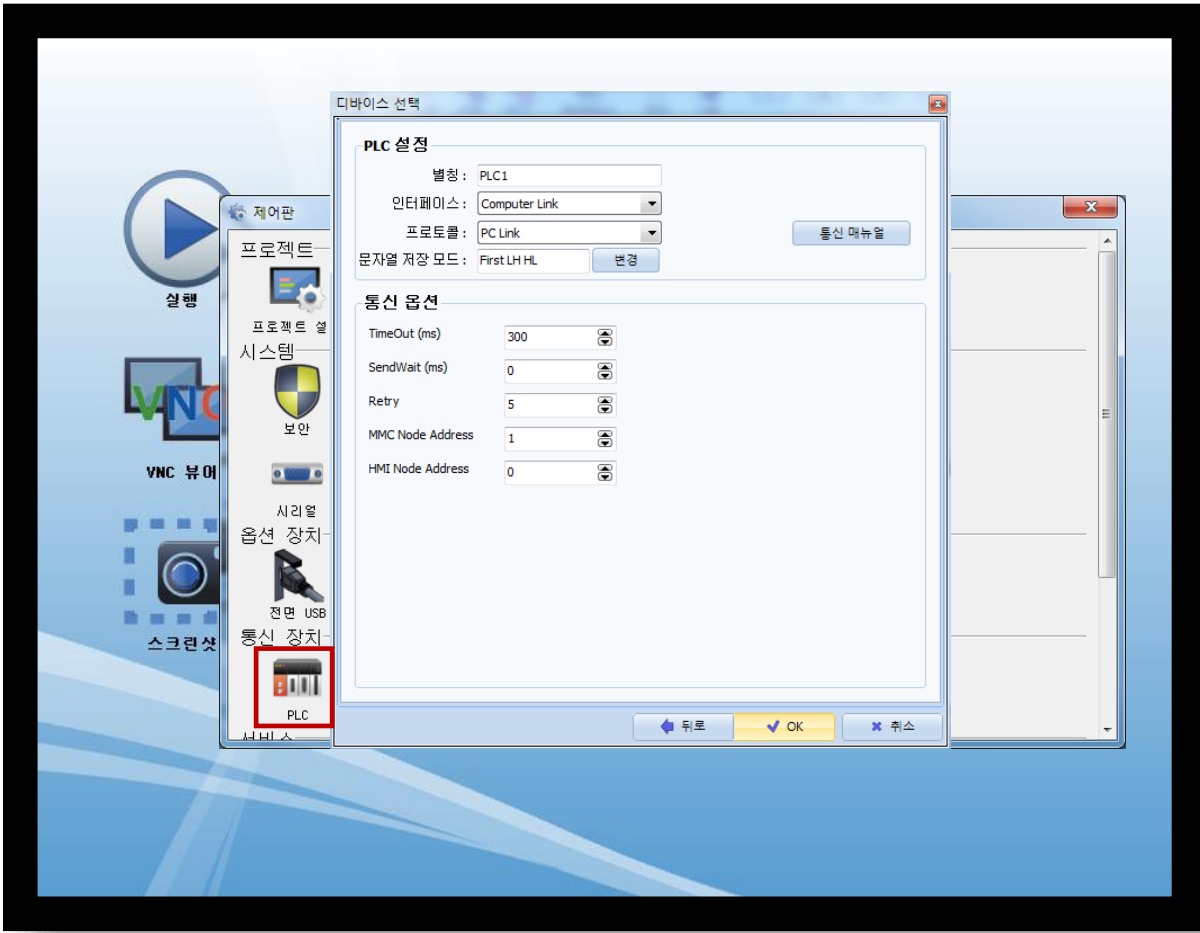 디바이스 선택
PLC 설정
별칭 : PLC1
인터페이스 : Computer Link
프로토콜 : PC Link
통신 매뉴얼
문자열 저장 모드 : First LH HL
변경
통신 옵션
TimeOut (ms) 300
SendWait (ms) 0
Retry 5
MMC Node Address 1
HMI Node Address 0
뒤로
OK
취소
제어판
프로젝트
프로젝트 설
시스템
보안
시리얼
옵션 장치
전면 USB
통신 장치
PLC
서비스
실행
VNC
VNC 뷰어
스크린샷